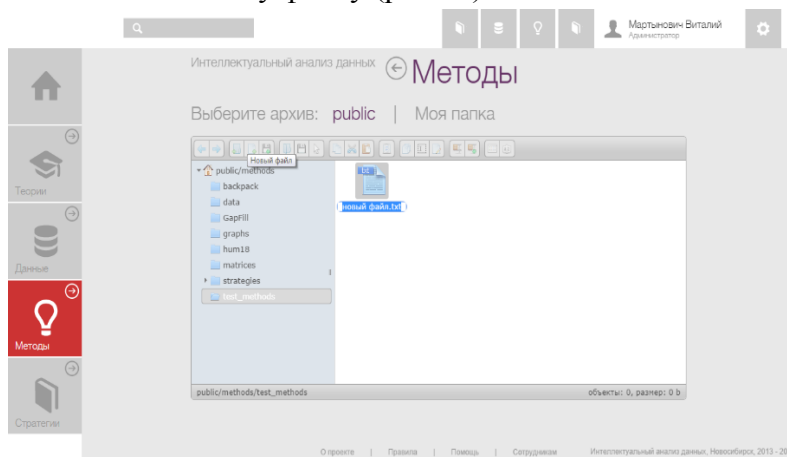 Мартынович Виталий
Администратор
Интеллектуальный анализ данных
Методы
Выберите архив: public | Моя папка
Новый файл
public/methods
backpack
data
GapFill
graphs
hum18
matrices
strategies
test_methods
TXT
новый файл.txt
public/methods/test_methods
объекты: 0, размер: 0 b
Теории
Данные
Методы
Стратегии
О проекте | Правила | Помощь | Сотрудникам
Интеллектуальный анализ данных, Новосибирск, 2013 - 20